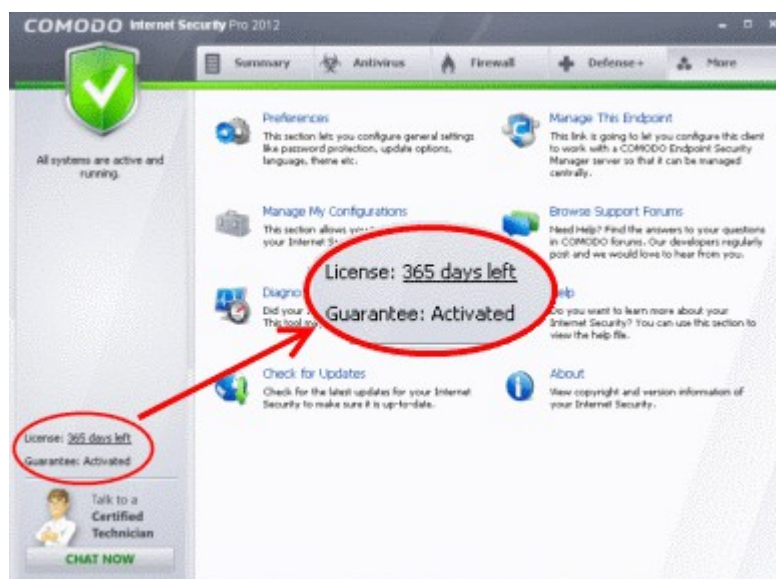 COMODO Internet Security Pro 2012
Summary
Antivirus
Firewall
Defense+
More
All systems are active and
running.
Preferences
This section lets you configure general settings
like password protection, update options,
language, theme etc.
Manage This Endpoint
This link is going to let you configure this client
to work with a COMODO Endpoint Security
Manager server so that it can be managed
centrally.
Manage My Configurations
This section allows
your Internet
Browse Support Forums
Need Help? Find the answers to your questions
in COMODO forums. Our developers regularly
post and we would love to hear from you.
License: 365 days left
Guarantee: Activated
Did your
This tool
Do you want to learn more about your
Internet Security? You can use this section to
view the help file.
Check for Updates
Check for the latest updates for your Internet
Security to make sure it is up-to-date.
About
View copyright and version information of
your Internet Security.
License: 365 days left
Guarantee: Activated
Talk to a
Certified
Technician
CHAT NOW